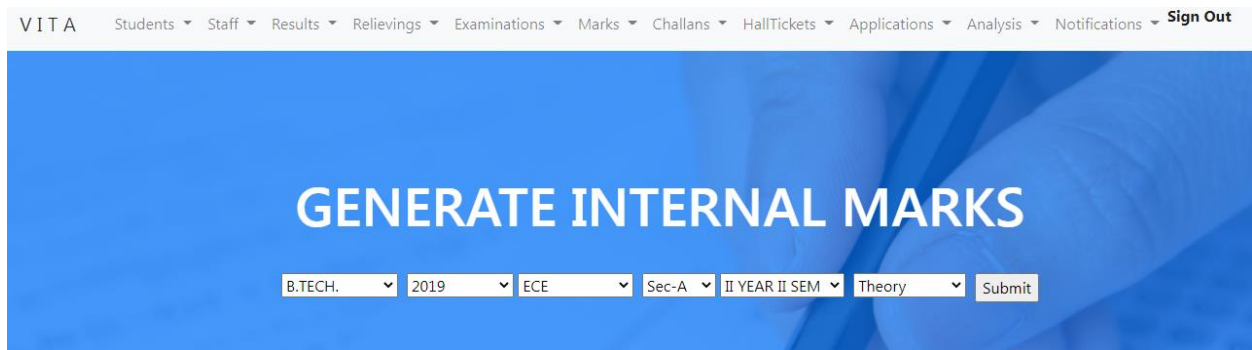 VITA Students Staff Results Relievings Examinations Marks Challans HallTickets Applications Analysis Notifications Sign Out
GENERATE INTERNAL MARKS
B.TECH. 2019 ECE Sec-A II YEAR II SEM Theory Submit